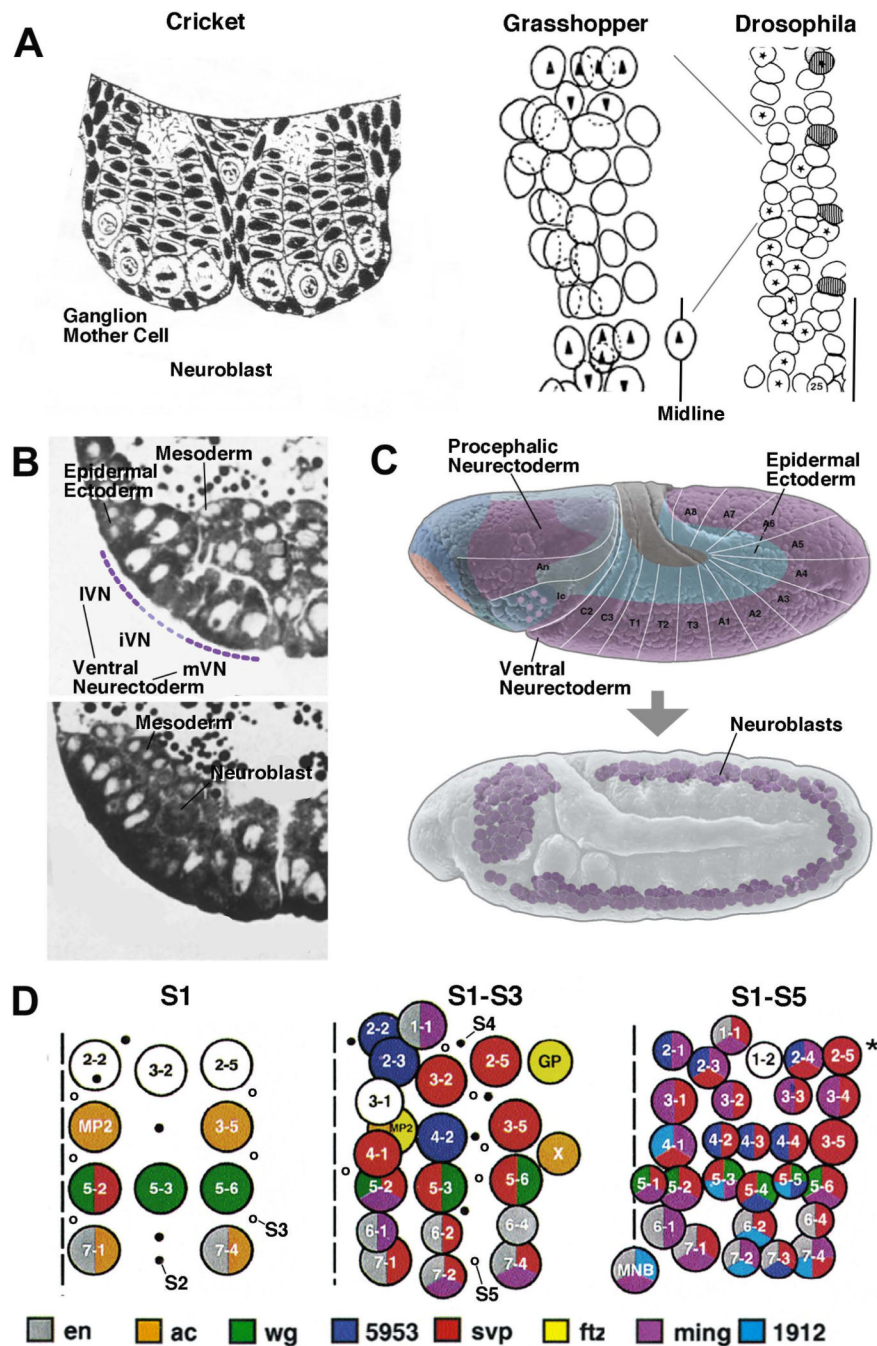 A
Cricket
Grasshopper
Drosophila
Ganglion
Mother Cell
Neuroblast
Midline
25
B
Mesoderm
Epidermal
Ectoderm
lVN
iVN
Ventral
Neurectoderm
mVN
Mesoderm
Neuroblast
C
Procephalic
Neurectoderm
Epidermal
Ectoderm
An
Ic
C2
C3
T1
T2
T3
A1
A2
A3
A4
A5
A6
A7
A8
Ventral
Neurectoderm
Neuroblasts
D
S1
2-2
3-2
2-5
MP2
3-5
5-2
5-3
5-6
7-1
7-4
S3
S2
S1-S3
S4
1-1
2-2
2-3
3-2
2-5
GP
3-1
MP2
4-2
3-5
4-1
X
5-2
5-3
5-6
6-1
6-2
6-4
7-1
7-2
7-4
S5
S1-S5
1-1
2-1
2-3
1-2
2-4
2-5 *
3-1
3-2
3-3
3-4
4-1
4-2
4-3
4-4
3-5
5-1
5-2
5-3
5-4
5-5
5-6
6-1
6-2
6-4
7-1
7-2
7-3
7-4
MNB
en
ac
wg
5953
svp
ftz
ming
1912